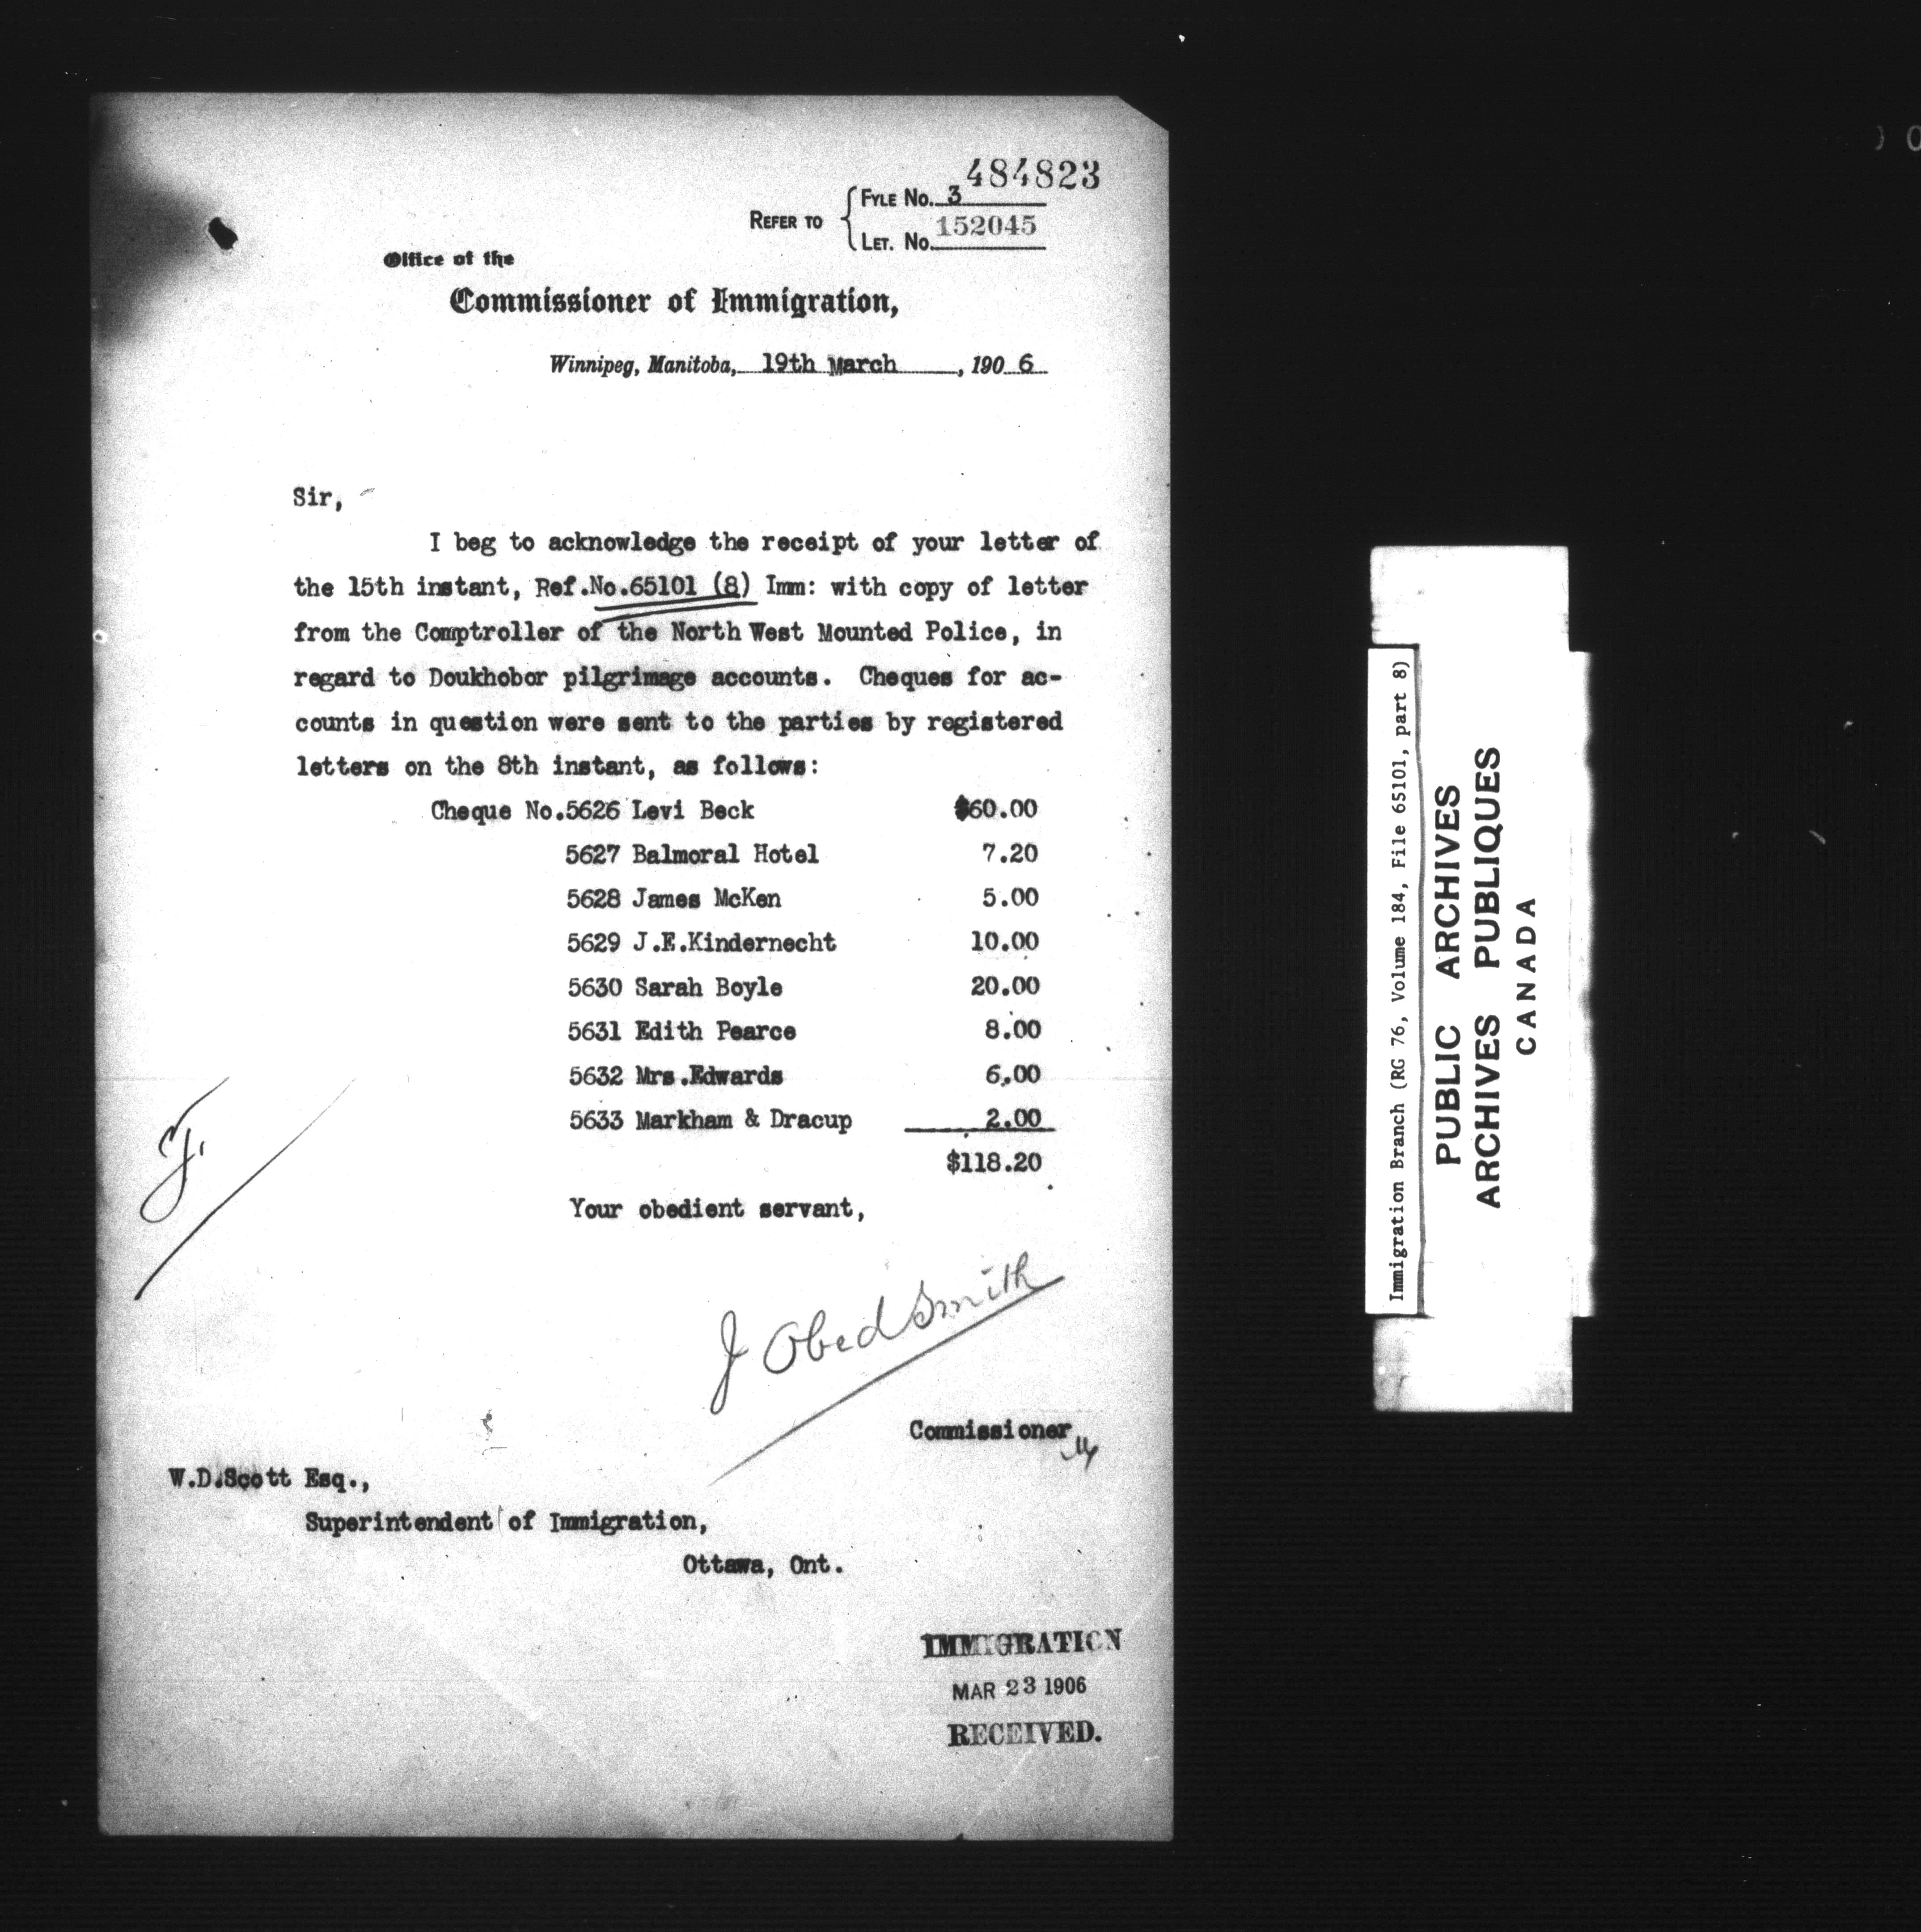 484823
REFER TO
FYLE No. 3
LET. No. 152045
Office of the
Commissioner of Immigration,
Winnipeg, Manitoba, 19th March, 1906
Sir,
I beg to acknowledge the receipt of your letter of
the 15th instant, Ref.No.65101 (8) Imm: with copy of letter
from the Comptroller of the North West Mounted Police, in
regard to Doukhobor pilgrimage accounts. Cheques for ac-
counts in question were sent to the parties by registered
letters on the 8th instant, as follows:
Cheque No.5626 Levi Beck $60.00
5627 Balmoral Hotel 7.20
5628 James McKen 5.00
5629 J.E.Kindernecht 10.00
5630 Sarah Boyle 20.00
5631 Edith Pearce 8.00
5632 Mrs.Edwards 6.00
5633 Markham & Dracup 2.00
$118.20
Your obedient servant,
J Obed Smith
Commissioner
W.D.Scott Esq.,
Superintendent of Immigration,
Ottawa, Ont.
IMMIGRATION
MAR 23 1906
RECEIVED.
Immigration Branch (RG 76, Volume 184, File 65101, part 8)
PUBLIC ARCHIVES
ARCHIVES PUBLIQUES
CANADA